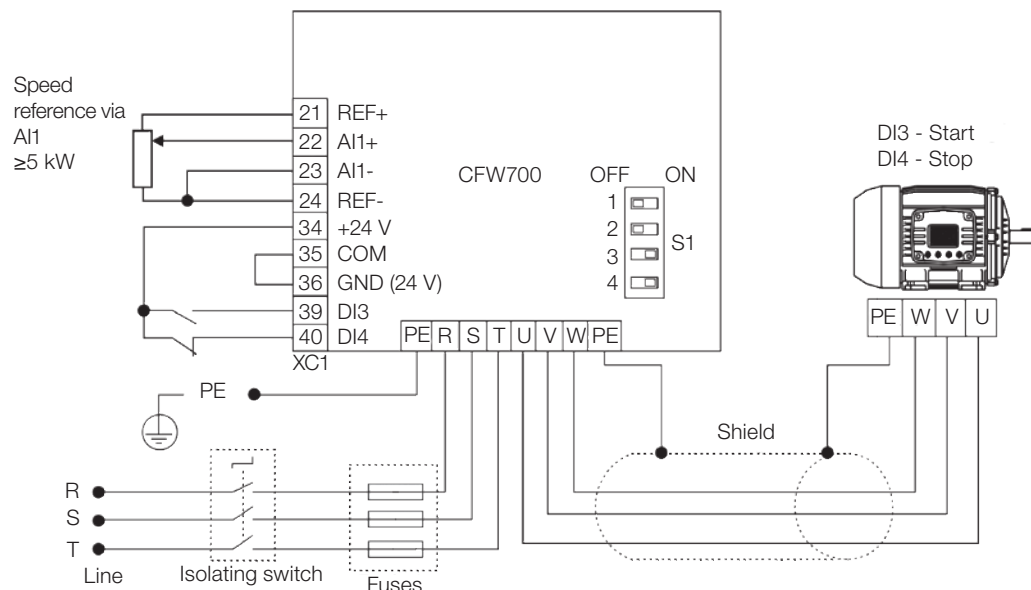 Speed
reference via
AI1
≥5 kW
21 REF+
22 AI1+
23 AI1-
24 REF-
34 +24 V
35 COM
36 GND (24 V)
39 DI3
40 DI4
XC1
CFW700
OFF ON
1
2
3
4
S1
DI3 - Start
DI4 - Stop
PE R S T U V W PE
PE W V U
PE
Shield
R
S
T
Line
Isolating switch
Fuses